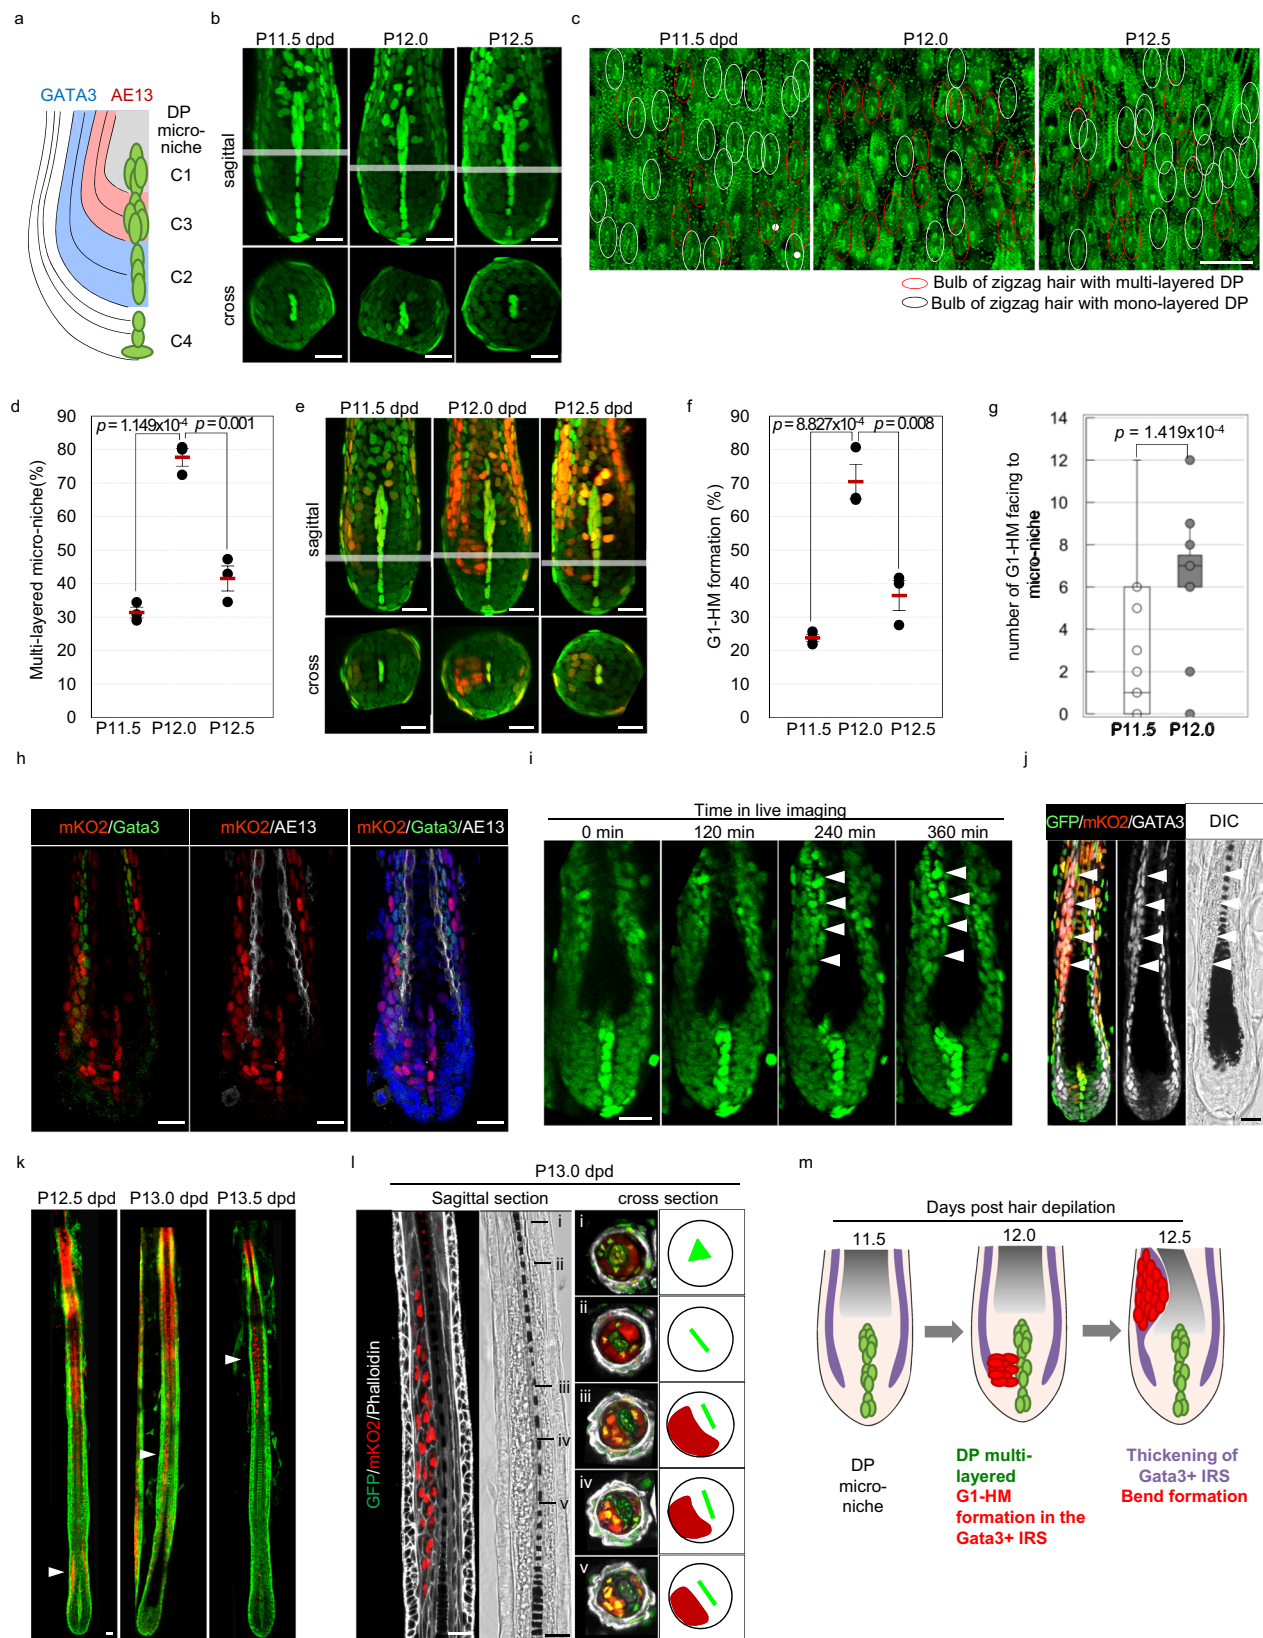 a
GATA3 AE13
DP
micro-
niche
C1
C3
C2
C4
b
P11.5 dpd P12.0 P12.5
sagittal
cross
c
P11.5 dpd P12.0 P12.5
Bulb of zigzag hair with multi-layered DP
Bulb of zigzag hair with mono-layered DP
d
Multi-layered micro-niche(%)
90
80
70
60
50
40
30
20
10
0
p = 1.149x10-4 p = 0.001
P11.5 P12.0 P12.5
e
P11.5 dpd P12.0 dpd P12.5 dpd
sagittal
cross
f
G1-HM formation (%)
90
80
70
60
50
40
30
20
10
0
p = 8.827x10-4 p = 0.008
P11.5 P12.0 P12.5
g
number of G1-HM facing to
micro-niche
14
12
10
8
6
4
2
0
p = 1.419x10-4
P11.5 P12.0
h
mKO2/Gata3 mKO2/AE13 mKO2/Gata3/AE13
i
Time in live imaging
0 min 120 min 240 min 360 min
j
GFP/mKO2/GATA3 DIC
k
P12.5 dpd P13.0 dpd P13.5 dpd
l
P13.0 dpd
Sagittal section cross section
GFP/mKO2/Phalloidin
i
ii
iii
iv
v
i
ii
iii
iv
v
m
Days post hair depilation
11.5 12.0 12.5
DP
micro-
niche
DP multi-
layered
G1-HM
formation in the
Gata3+ IRS
Thickening of
Gata3+ IRS
Bend formation